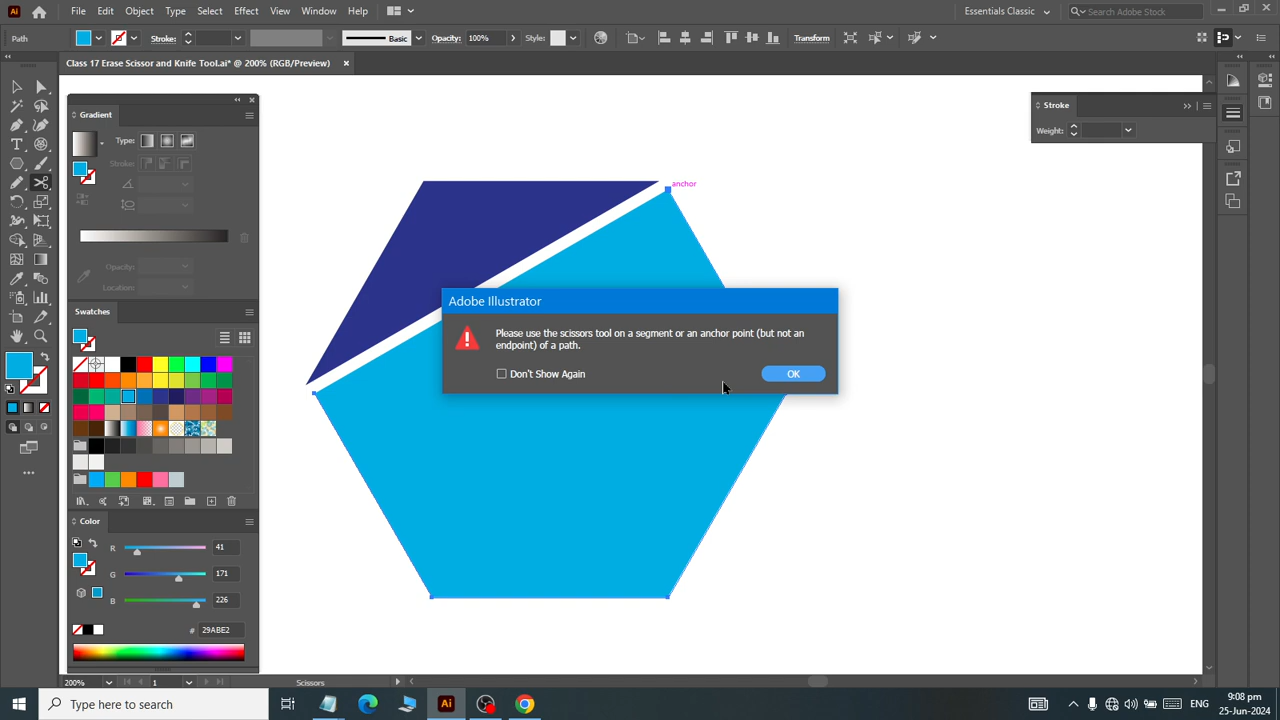 Ai File Edit Object Type Select Effect View Window Help Essentials Classic Search Adobe Stock
Path Stroke: Basic Opacity: 100% Style: Transform
Class 17 Erase Scissor and Knife Tool.ai* @ 200% (RGB/Preview)
Gradient
Type:
Stroke:
Opacity:
Location:
Swatches
Color
R 41
G 171
B 226
# 29ABE2
Stroke
Weight:
anchor
Adobe Illustrator
Please use the scissors tool on a segment or an anchor point (but not an
endpoint) of a path.
Don't Show Again
OK
200% 1 Scissors
Type here to search
Ai
ENG
9:08 pm
25-Jun-2024